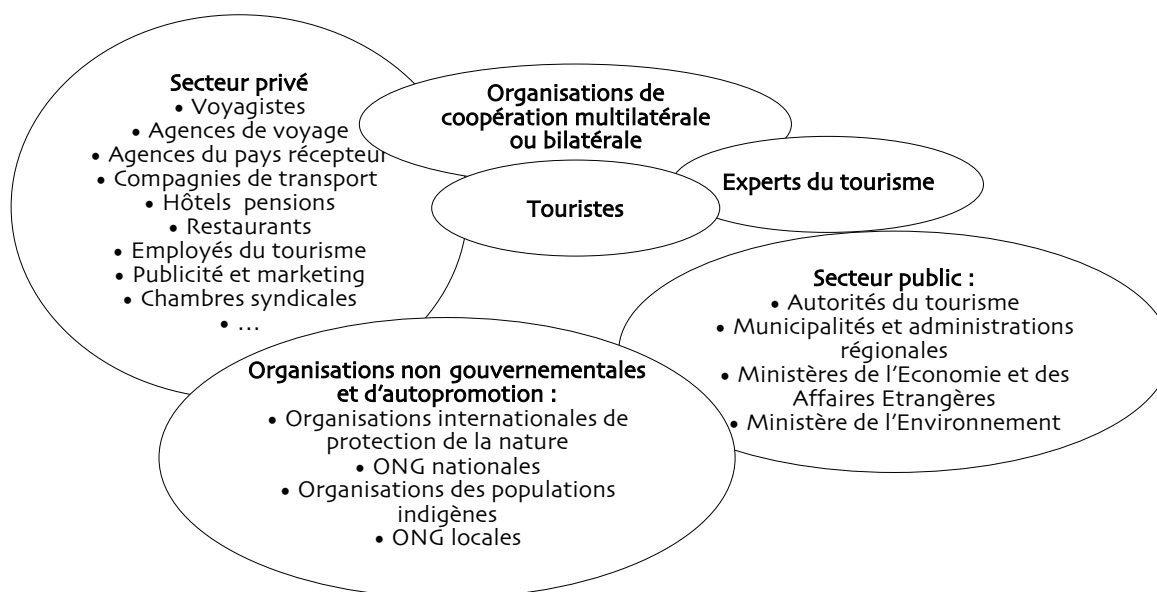 Secteur privé
• Voyagistes
• Agences de voyage
• Agences du pays récepteur
• Compagnies de transport
• Hôtels pensions
• Restaurants
• Employés du tourisme
• Publicité et marketing
• Chambres syndicales
• …
Organisations de
coopération multilatérale
ou bilatérale
Experts du tourisme
Touristes
Secteur public :
• Autorités du tourisme
• Municipalités et administrations
régionales
• Ministères de l’Economie et des
Affaires Etrangères
• Ministère de l’Environnement
Organisations non gouvernementales
et d’autopromotion :
• Organisations internationales de
protection de la nature
• ONG nationales
• Organisations des populations
indigènes
• ONG locales